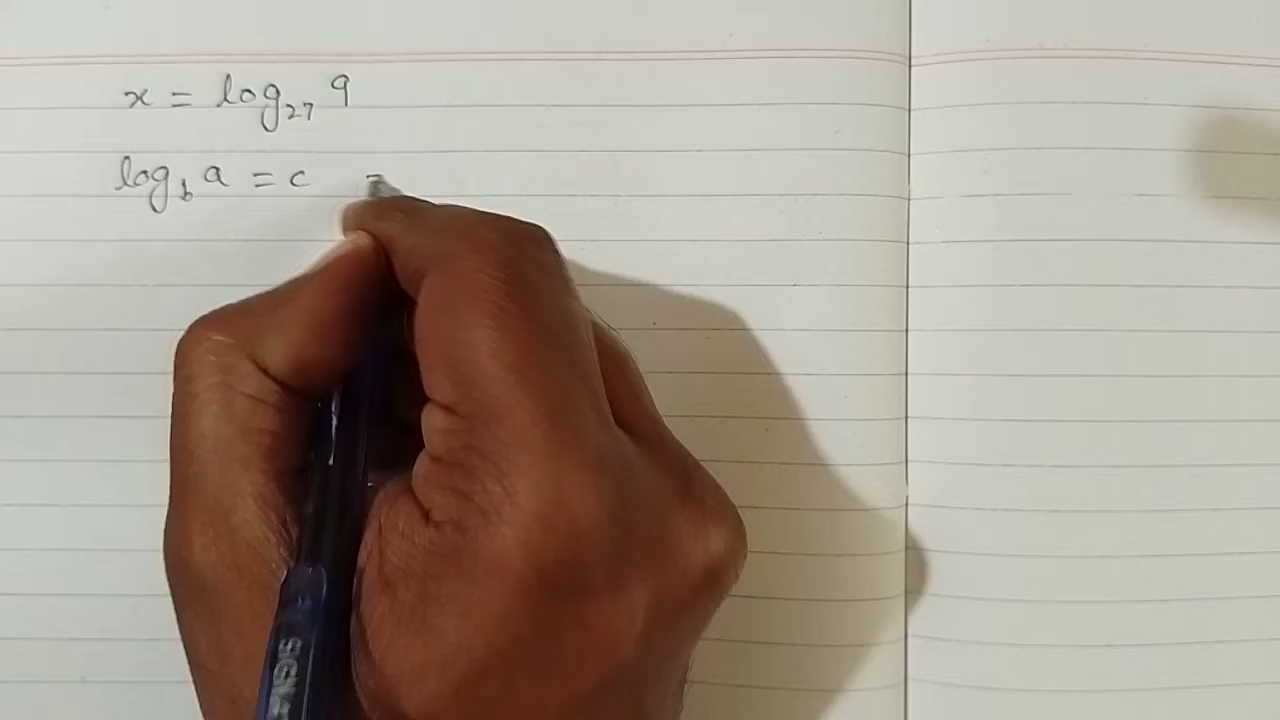 x = log₂₇ 9
log_b a = c =